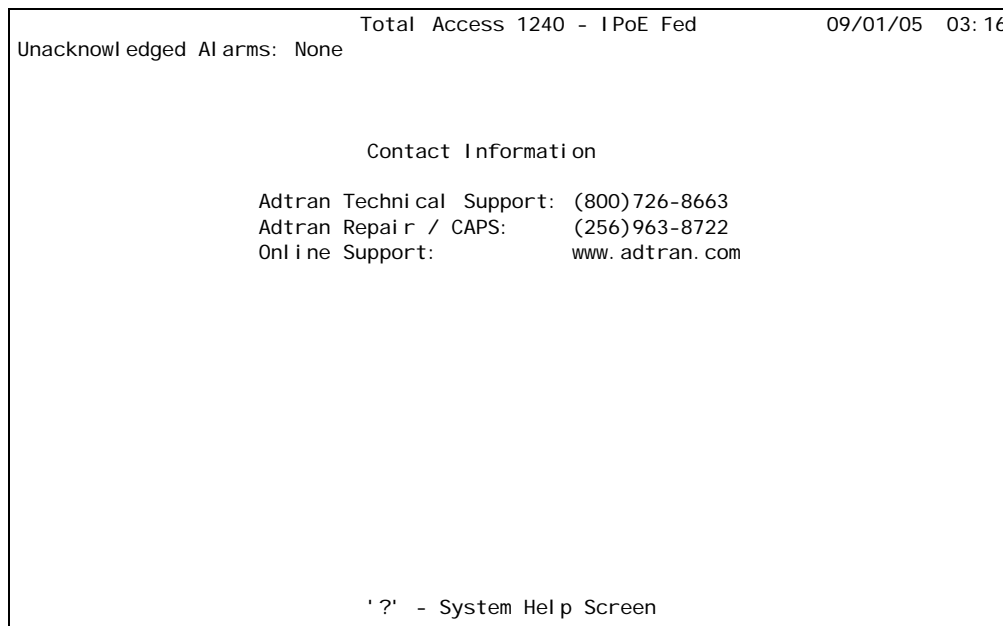 Total Access 1240 - IPoE Fed 09/01/05 03:16
Unacknowledged Alarms: None
Contact Information
Adtran Technical Support: (800)726-8663
Adtran Repair / CAPS: (256)963-8722
Online Support: www.adtran.com
'?' - System Help Screen